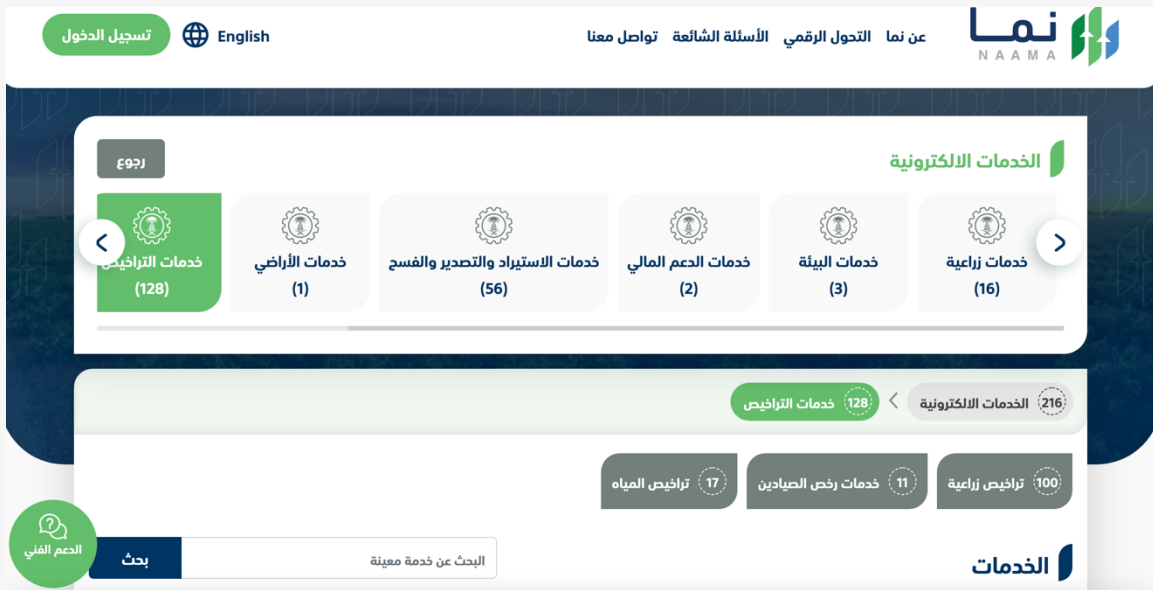 نما
NAAMA
عن نما
التحول الرقمي
الأسئلة الشائعة
تواصل معنا
English
تسجيل الدخول
الخدمات الالكترونية
رجوع
خدمات زراعية
(16)
خدمات البيئة
(3)
خدمات الدعم المالي
(2)
خدمات الاستيراد والتصدير والفسح
(56)
خدمات الأراضي
(1)
خدمات التراخيص
(128)
216 الخدمات الالكترونية
128 خدمات التراخيص
100 تراخيص زراعية
11 خدمات رخص الصيادين
17 تراخيص المياه
الخدمات
البحث عن خدمة معينة
بحث
الدعم الفني